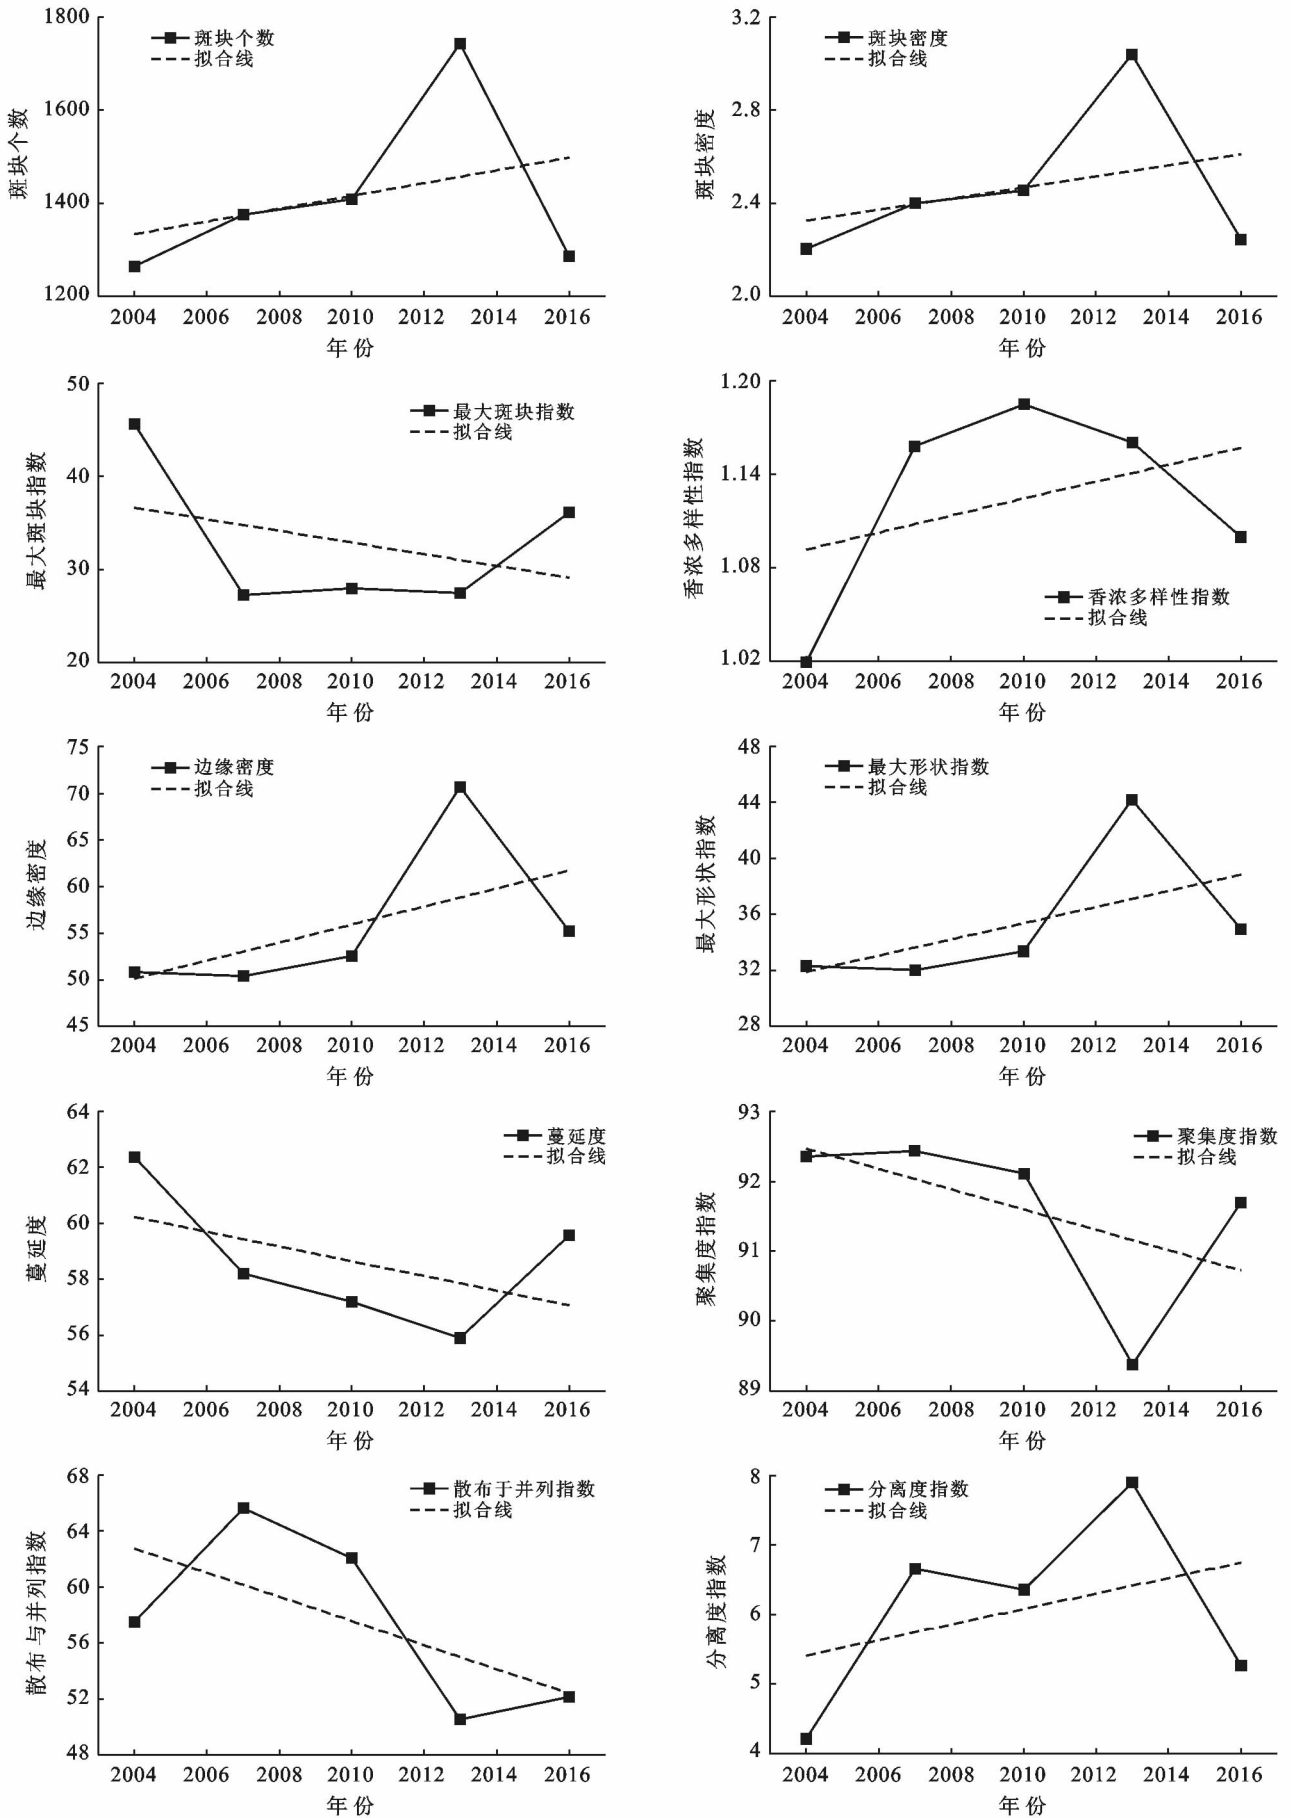 斑块个数
1800
1600
1400
1200
斑块个数
拟合线
2004 2006 2008 2010 2012 2014 2016
年份
斑块密度
3.2
2.8
2.4
2.0
斑块密度
拟合线
2004 2006 2008 2010 2012 2014 2016
年份
最大斑块指数
50
40
30
20
最大斑块指数
拟合线
2004 2006 2008 2010 2012 2014 2016
年份
香浓多样性指数
1.20
1.14
1.08
1.02
香浓多样性指数
拟合线
2004 2006 2008 2010 2012 2014 2016
年份
边缘密度
75
70
65
60
55
50
45
边缘密度
拟合线
2004 2006 2008 2010 2012 2014 2016
年份
最大形状指数
48
44
40
36
32
28
最大形状指数
拟合线
2004 2006 2008 2010 2012 2014 2016
年份
蔓延度
64
62
60
58
56
54
蔓延度
拟合线
2004 2006 2008 2010 2012 2014 2016
年份
聚集度指数
93
92
91
90
89
聚集度指数
拟合线
2004 2006 2008 2010 2012 2014 2016
年份
散布与并列指数
68
64
60
56
52
48
散布于并列指数
拟合线
2004 2006 2008 2010 2012 2014 2016
年份
分离度指数
8
7
6
5
4
分离度指数
拟合线
2004 2006 2008 2010 2012 2014 2016
年份